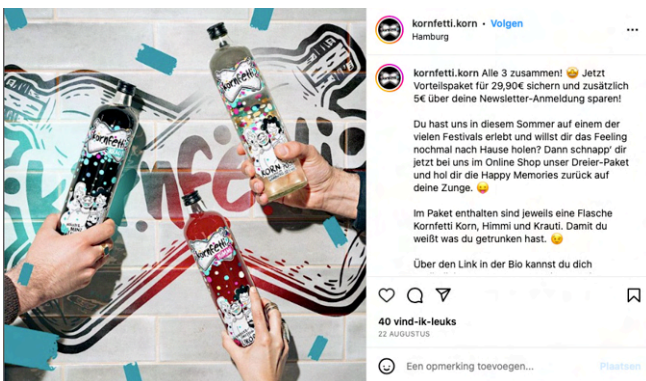 kornfetti.korn • Volgen
Hamburg
kornfetti.korn Alle 3 zusammen! 🤩 Jetzt
Vorteilspaket für 29,90€ sichern und zusätzlich
5€ über deine Newsletter-Anmeldung sparen!
Du hast uns in diesem Sommer auf einem der
vielen Festivals erlebt und willst dir das Feeling
nochmal nach Hause holen? Dann schnapp' dir
jetzt bei uns im Online Shop unser Dreier-Paket
und hol dir die Happy Memories zurück auf
deine Zunge. 😛
Im Paket enthalten sind jeweils eine Flasche
Kornfetti Korn, Himmi und Krauti. Damit du
weißt was du getrunken hast. 😉
Über den Link in der Bio kannst du dich
40 vind-ik-leuks
22 AUGUSTUS
Een opmerking toevoegen...
Plaatsen
kornfetti
kornfetti
kornfetti
kornfetti
KORN